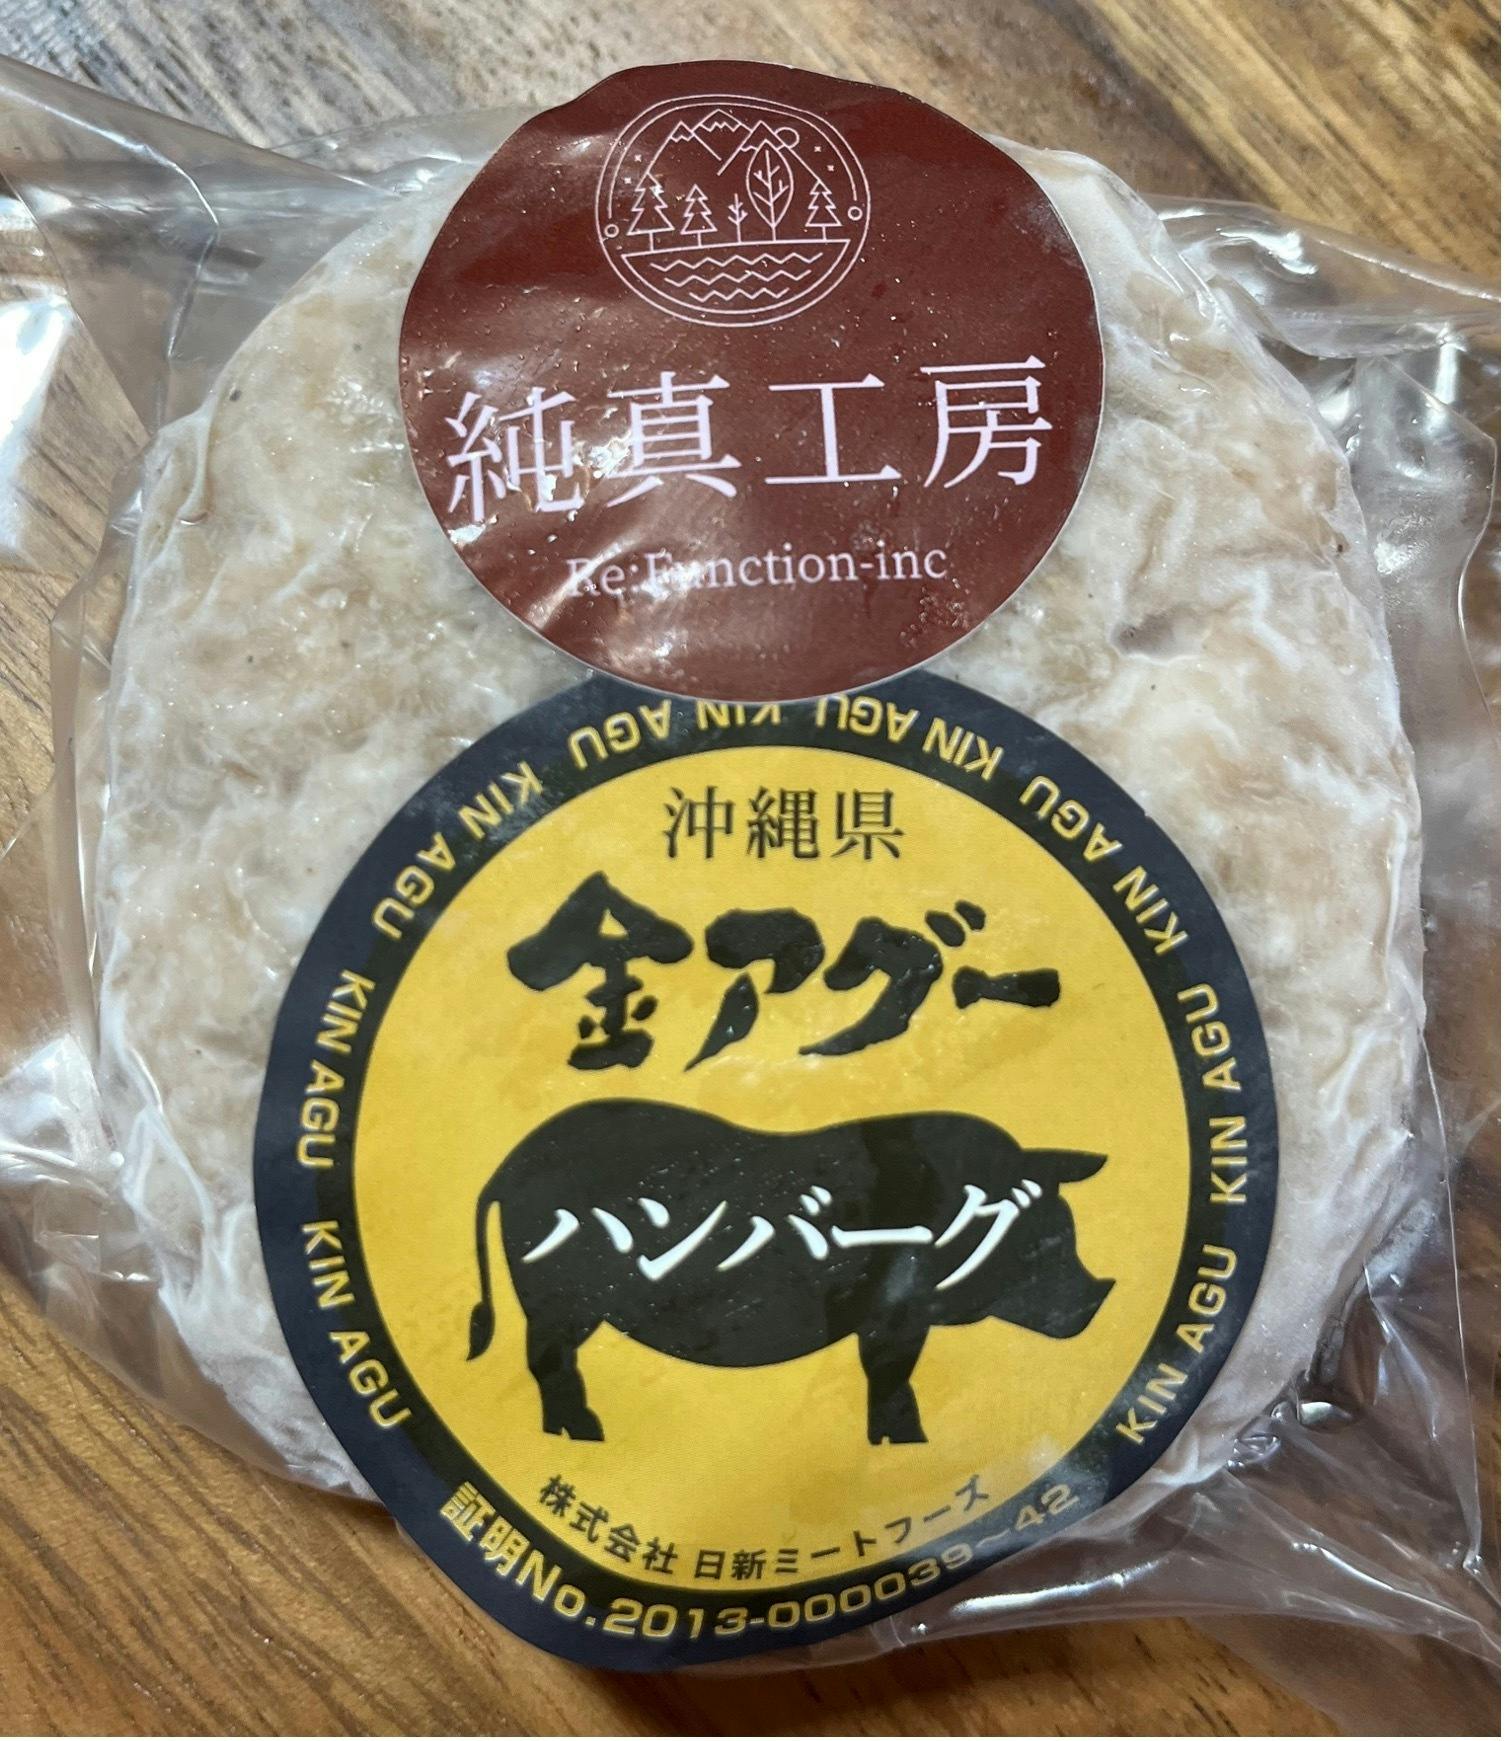 純真工房
Re:Function-inc
KIN AGU KIN AGU KIN AGU KIN AGU KIN AGU KIN AGU KIN AGU KIN AGU KIN AGU KIN AGU
沖縄県
金アグー
ハンバーグ
株式会社 日新ミートフーズ
証明No.2013-000039~42